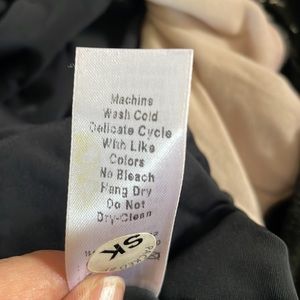 Machine
Wash Cold
Delicate Cycle
With Like
Colors
No Bleach
Hang Dry
Do Not
Dry-Clean
SK